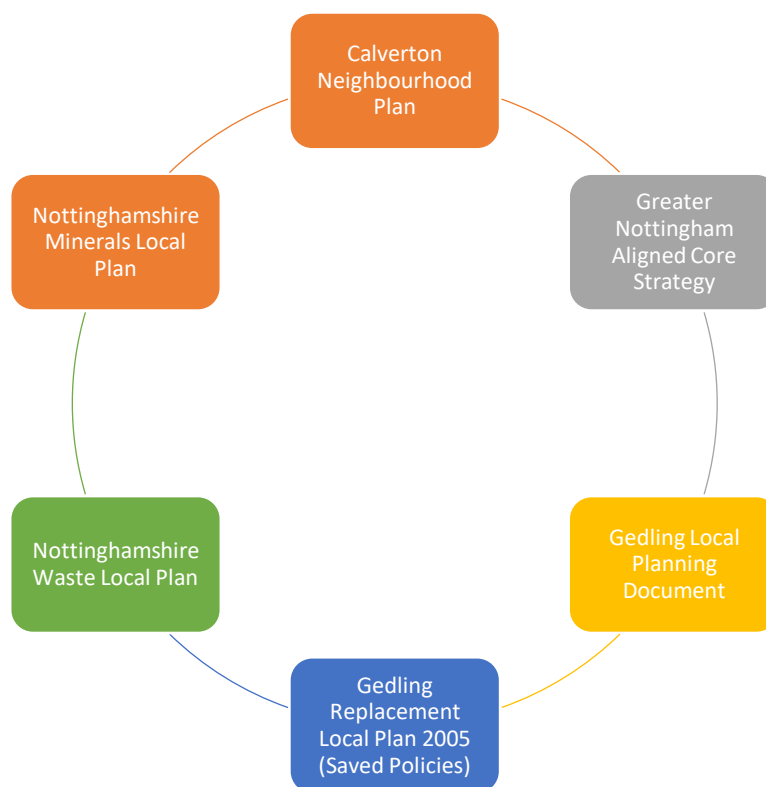 Calverton
Neighbourhood
Plan
Greater
Nottingham
Aligned Core
Strategy
Gedling Local
Planning
Document
Gedling
Replacement
Local Plan 2005
(Saved Policies)
Nottinghamshire
Waste Local Plan
Nottinghamshire
Minerals Local
Plan